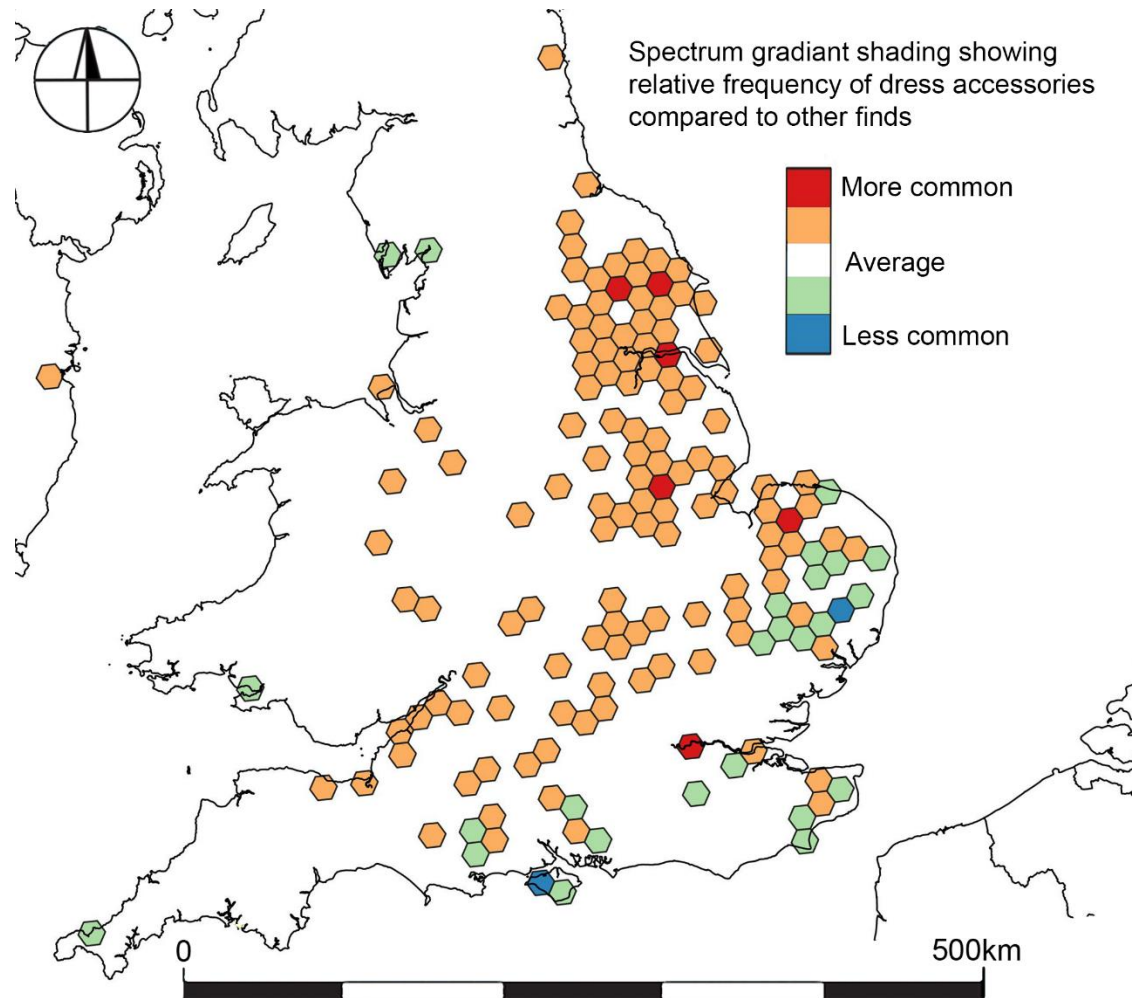 Spectrum gradiant shading showing
relative frequency of dress accessories
compared to other finds
More common
Average
Less common
0
500km